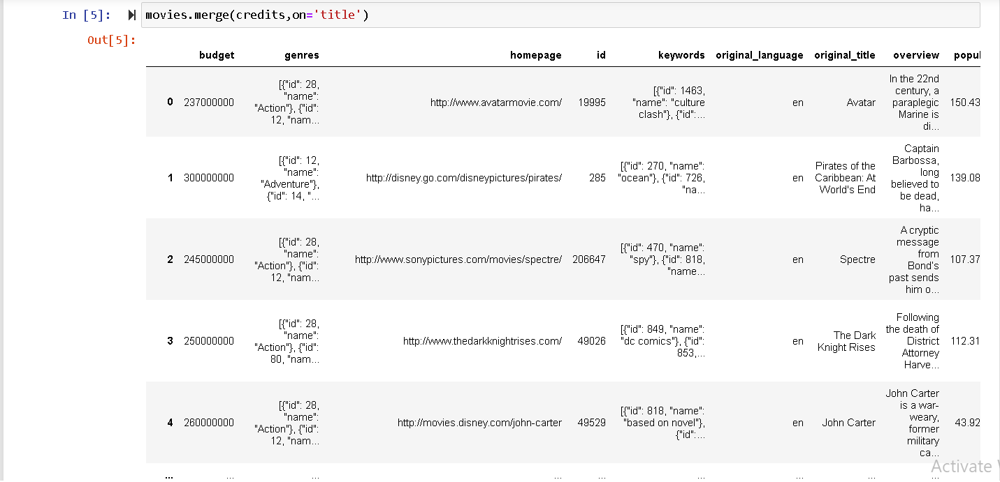 In [5]: movies.merge(credits,on='title')
Out[5]:
budget genres homepage id keywords original_language original_title overview popul
0 237000000 [{"id": 28, "name": "Action"}, {"id": 12, "nam... http://www.avatarmovie.com/ 19995 [{"id": 1463, "name": "culture clash"}, {"id":... en Avatar In the 22nd century, a paraplegic Marine is di... 150.43
1 300000000 [{"id": 12, "name": "Adventure"}, {"id": 14, "... http://disney.go.com/disneypictures/pirates/ 285 [{"id": 270, "name": "ocean"}, {"id": 726, "na... en Pirates of the Caribbean: At World's End Captain Barbossa, long believed to be dead, ha... 139.08
2 245000000 [{"id": 28, "name": "Action"}, {"id": 12, "nam... http://www.sonypictures.com/movies/spectre/ 206647 [{"id": 470, "name": "spy"}, {"id": 818, "name... en Spectre A cryptic message from Bond's past sends him o... 107.37
3 250000000 [{"id": 28, "name": "Action"}, {"id": 80, "nam... http://www.thedarkknightrises.com/ 49026 [{"id": 849, "name": "dc comics"}, {"id": 853,... en The Dark Knight Rises Following the death of District Attorney Harve... 112.31
4 260000000 [{"id": 28, "name": "Action"}, {"id": 12, "nam... http://movies.disney.com/john-carter 49529 [{"id": 818, "name": "based on novel"}, {"id":... en John Carter John Carter is a war-weary, former military ca... 43.92
... ... ... ... ... ... ... ... ... ...
Activate